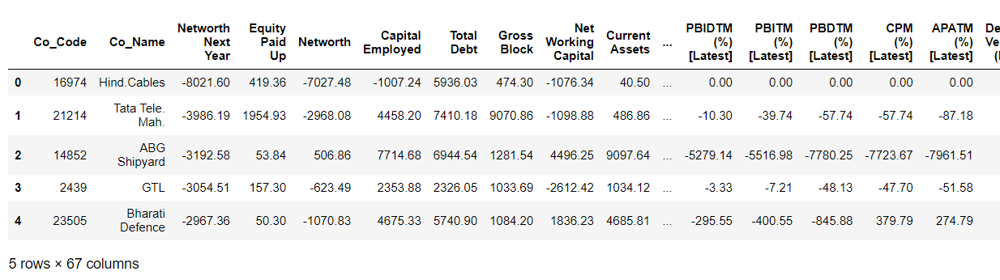 Co_Code Co_Name Networth Next Year Equity Paid Up Networth Capital Employed Total Debt Gross Block Net Working Capital Current Assets ... PBIDTM (%) [Latest] PBITM (%) [Latest] PBDTM (%) [Latest] CPM (%) [Latest] APATM (%) [Latest]
0 16974 Hind.Cables -8021.60 419.36 -7027.48 -1007.24 5936.03 474.30 -1076.34 40.50 ... 0.00 0.00 0.00 0.00 0.00
1 21214 Tata Tele. Mah. -3986.19 1954.93 -2968.08 4458.20 7410.18 9070.86 -1098.88 486.86 ... -10.30 -39.74 -57.74 -57.74 -87.18
2 14852 ABG Shipyard -3192.58 53.84 506.86 7714.68 6944.54 1281.54 4496.25 9097.64 ... -5279.14 -5516.98 -7780.25 -7723.67 -7961.51
3 2439 GTL -3054.51 157.30 -623.49 2353.88 2326.05 1033.69 -2612.42 1034.12 ... -3.33 -7.21 -48.13 -47.70 -51.58
4 23505 Bharati Defence -2967.36 50.30 -1070.83 4675.33 5740.90 1084.20 1836.23 4685.81 ... -295.55 -400.55 -845.88 379.79 274.79
5 rows × 67 columns